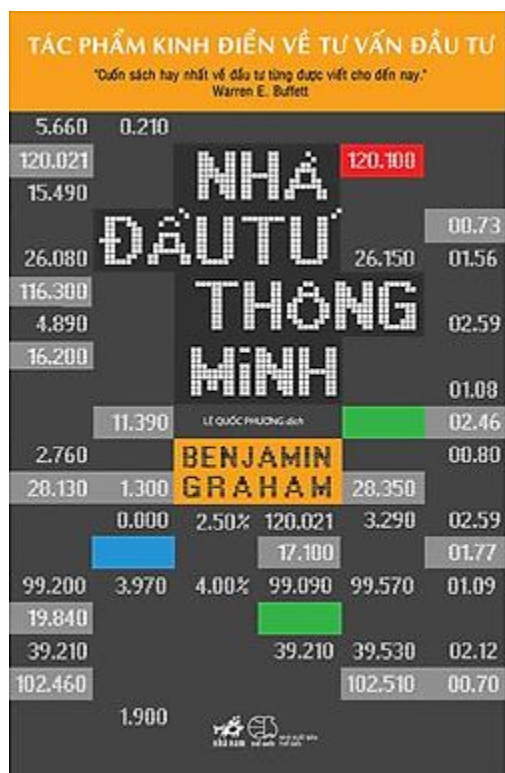 TÁC PHẨM KINH ĐIỂN VỀ TƯ VẤN ĐẦU TƯ
"Cuốn sách hay nhất về đầu tư từng được viết cho đến nay."
Warren E. Buffett
5.660 0.210
120.021 NHÀ 120.100
15.490
00.73
26.080 ĐẦU TƯ 26.150 01.56
116.300 THÔNG
4.890 02.59
16.200 MINH
01.08
11.390 LÊ QUỐC PHƯƠNG dịch 02.46
2.760 BENJAMIN 00.80
28.130 1.300 GRAHAM 28.350
0.000 2.50% 120.021 3.290 02.59
17.100 01.77
99.200 3.970 4.00% 99.090 99.570 01.09
19.840
39.210 39.210 39.530 02.12
102.460 102.510 00.70
1.900
NHÃ NAM